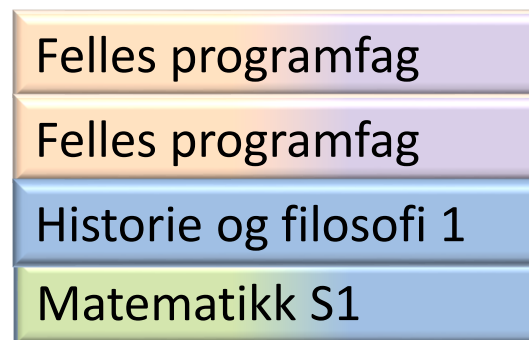 Felles programfag
Felles programfag
Historie og filosofi 1
Matematikk S1